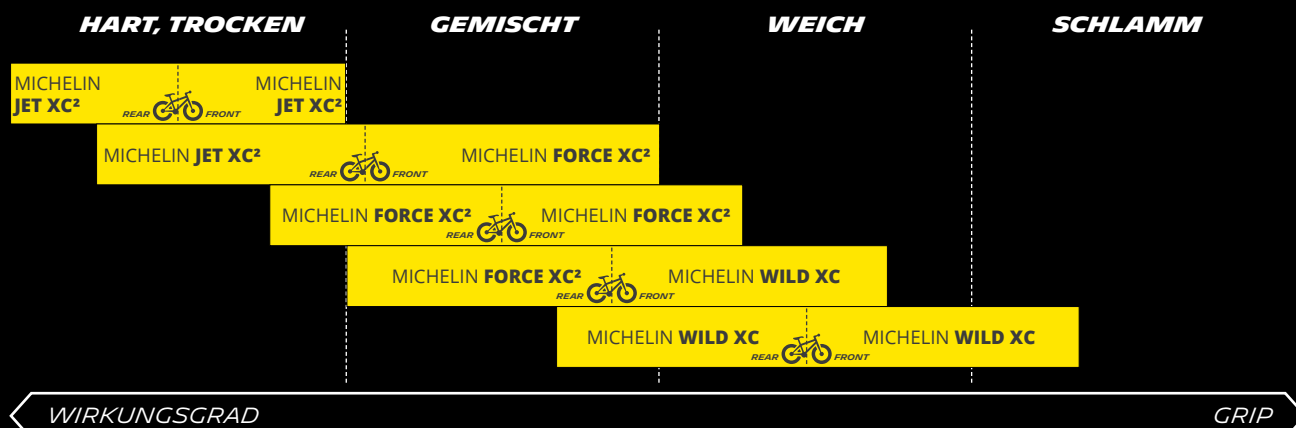 HART, TROCKEN GEMISCHT WEICH SCHLAMM
MICHELIN MICHELIN
JET XC² JET XC²
REAR FRONT
MICHELIN JET XC² MICHELIN FORCE XC²
REAR FRONT
MICHELIN FORCE XC² MICHELIN FORCE XC²
REAR FRONT
MICHELIN FORCE XC² MICHELIN WILD XC
REAR FRONT
MICHELIN WILD XC MICHELIN WILD XC
REAR FRONT
WIRKUNGSGRAD GRIP